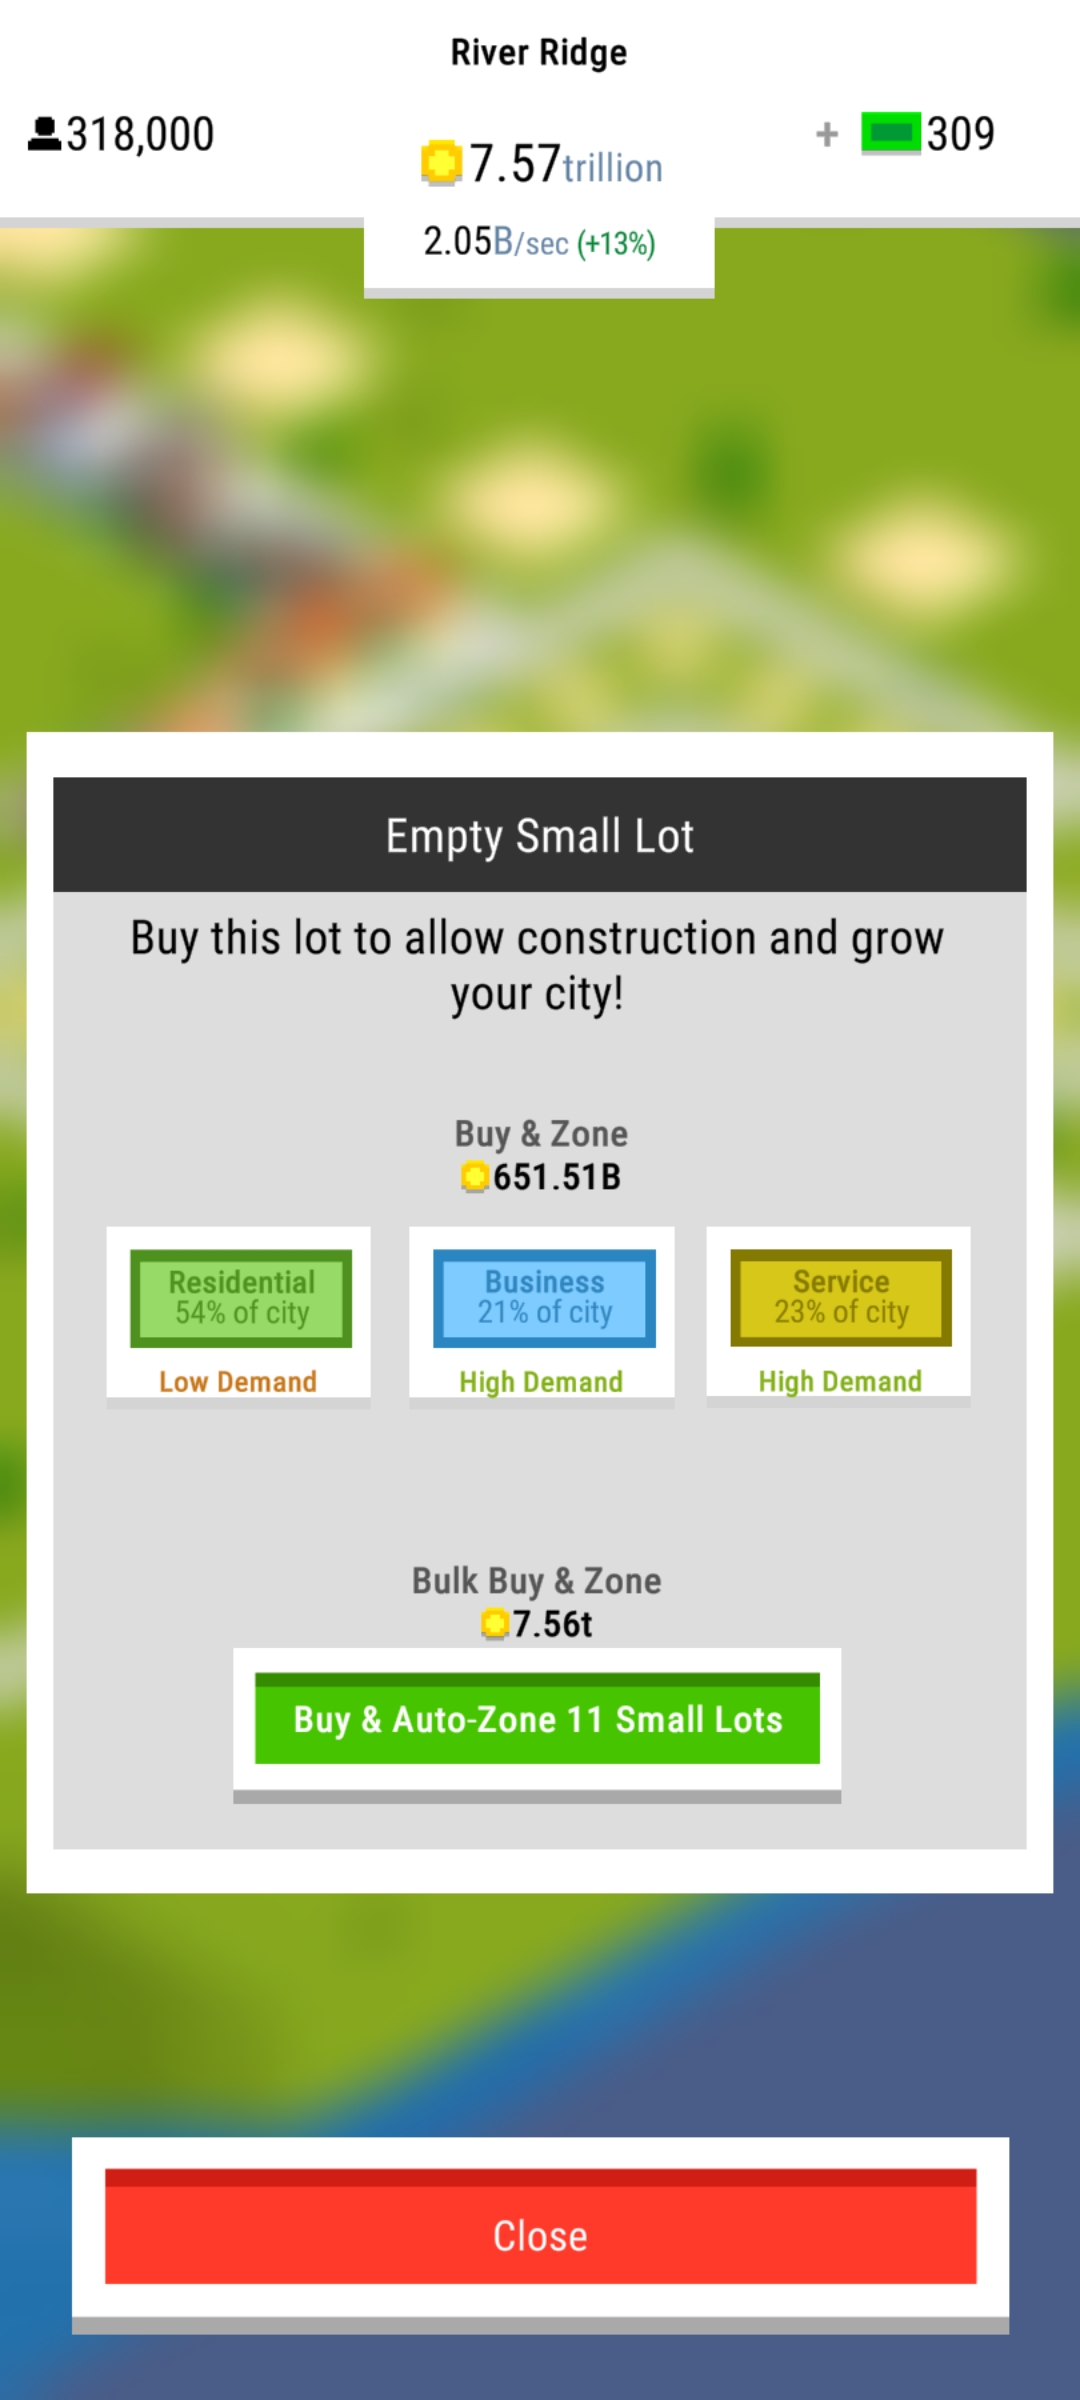 River Ridge
318,000
7.57trillion
+ 309
2.05B/sec (+13%)
Empty Small Lot
Buy this lot to allow construction and grow
your city!
Buy & Zone
651.51B
Residential
54% of city
Low Demand
Business
21% of city
High Demand
Service
23% of city
High Demand
Bulk Buy & Zone
7.56t
Buy & Auto-Zone 11 Small Lots
Close